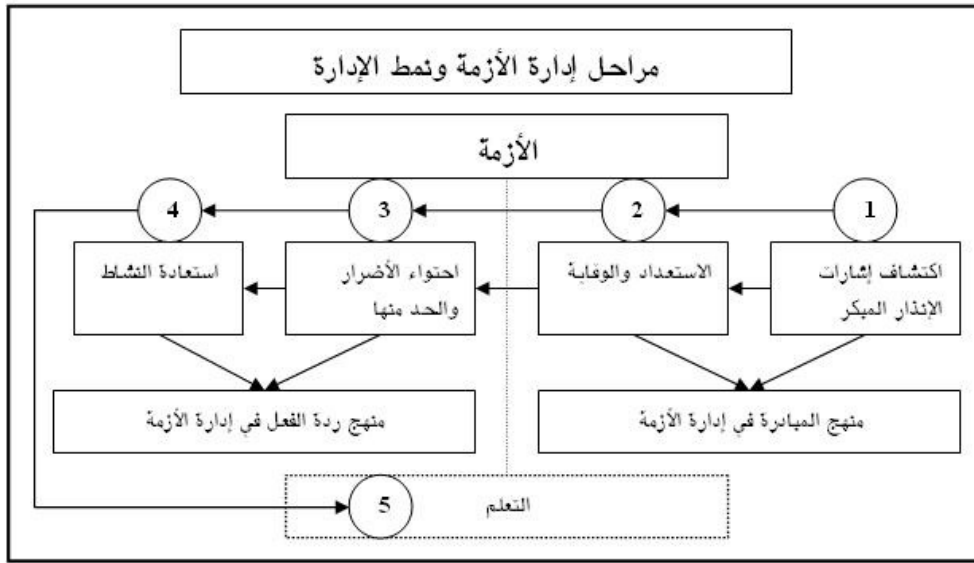 مراحل إدارة الأزمة ونمط الإدارة
الأزمة
1
2
3
4
اكتشاف إشارات
الإنذار المبكر
الاستعداد والوقاية
احتواء الأضرار
والحد منها
استعادة النشاط
منهج المبادرة في إدارة الأزمة
منهج ردة الفعل في إدارة الأزمة
التعلم
5